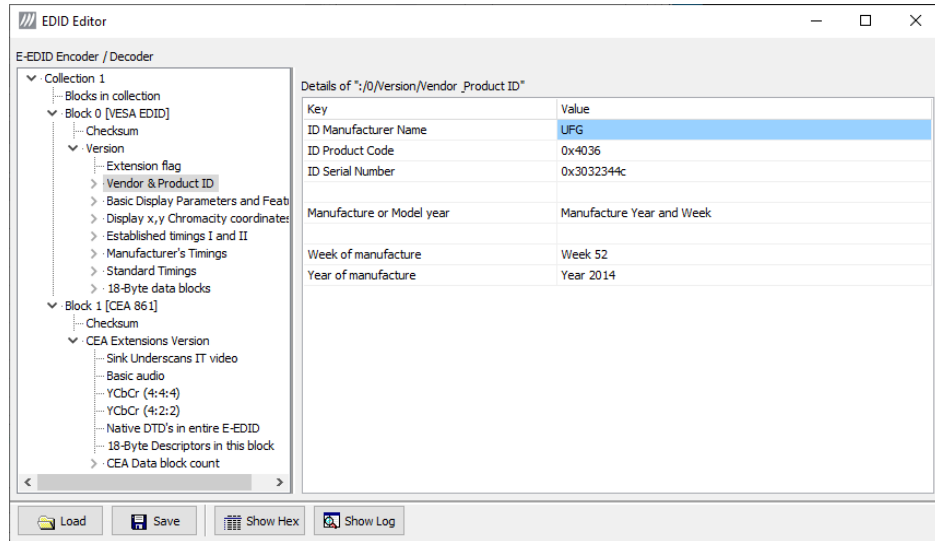 EDID Editor
E-EDID Encoder / Decoder
Collection 1
Blocks in collection
Block 0 [VESA EDID]
Checksum
Version
Extension flag
Vendor & Product ID
Basic Display Parameters and Feat
Display x,y Chromacity coordinates
Established timings I and II
Manufacturer's Timings
Standard Timings
18-Byte data blocks
Block 1 [CEA 861]
Checksum
CEA Extensions Version
Sink Underscans IT video
Basic audio
YCbCr (4:4:4)
YCbCr (4:2:2)
Native DTD's in entire E-EDID
18-Byte Descriptors in this block
CEA Data block count
Details of ":/0/Version/Vendor _Product ID"
Key Value
ID Manufacturer Name UFG
ID Product Code 0x4036
ID Serial Number 0x3032344c
Manufacture or Model year Manufacture Year and Week
Week of manufacture Week 52
Year of manufacture Year 2014
Load Save Show Hex Show Log